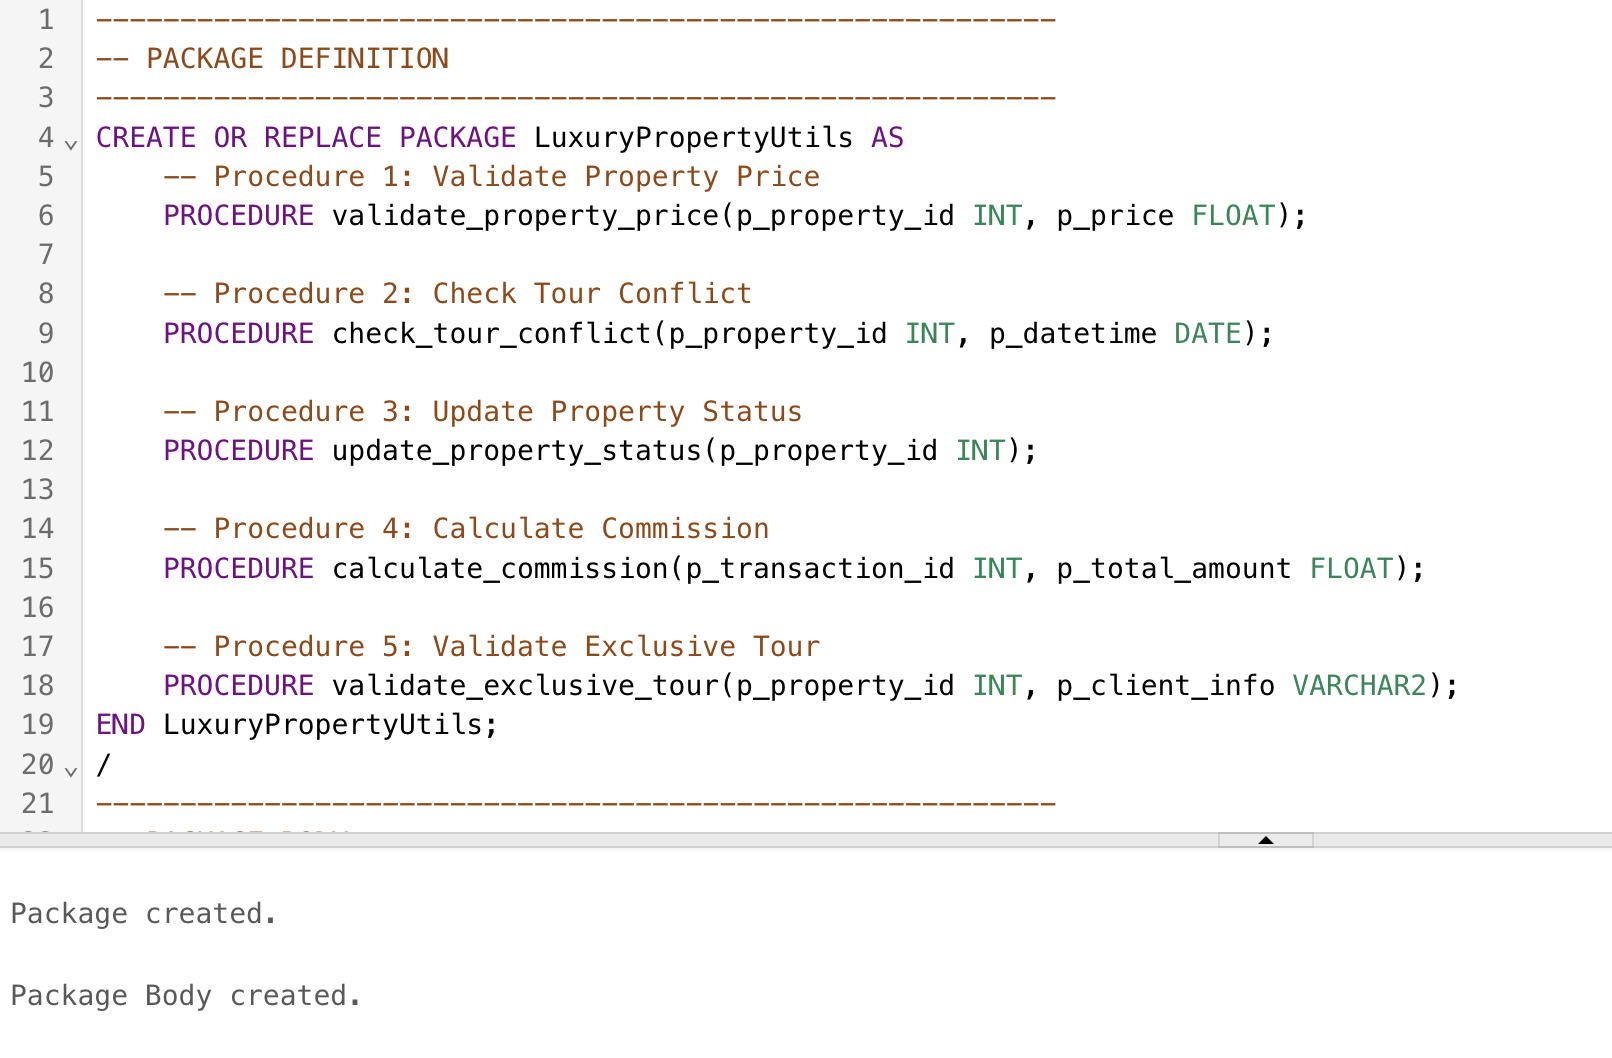 1 ---------------------------------------------------------
2 -- PACKAGE DEFINITION
3 ---------------------------------------------------------
4 CREATE OR REPLACE PACKAGE LuxuryPropertyUtils AS
5     -- Procedure 1: Validate Property Price
6     PROCEDURE validate_property_price(p_property_id INT, p_price FLOAT);
7
8     -- Procedure 2: Check Tour Conflict
9     PROCEDURE check_tour_conflict(p_property_id INT, p_datetime DATE);
10
11     -- Procedure 3: Update Property Status
12     PROCEDURE update_property_status(p_property_id INT);
13
14     -- Procedure 4: Calculate Commission
15     PROCEDURE calculate_commission(p_transaction_id INT, p_total_amount FLOAT);
16
17     -- Procedure 5: Validate Exclusive Tour
18     PROCEDURE validate_exclusive_tour(p_property_id INT, p_client_info VARCHAR2);
19 END LuxuryPropertyUtils;
20 /
21 ---------------------------------------------------------
Package created.
Package Body created.